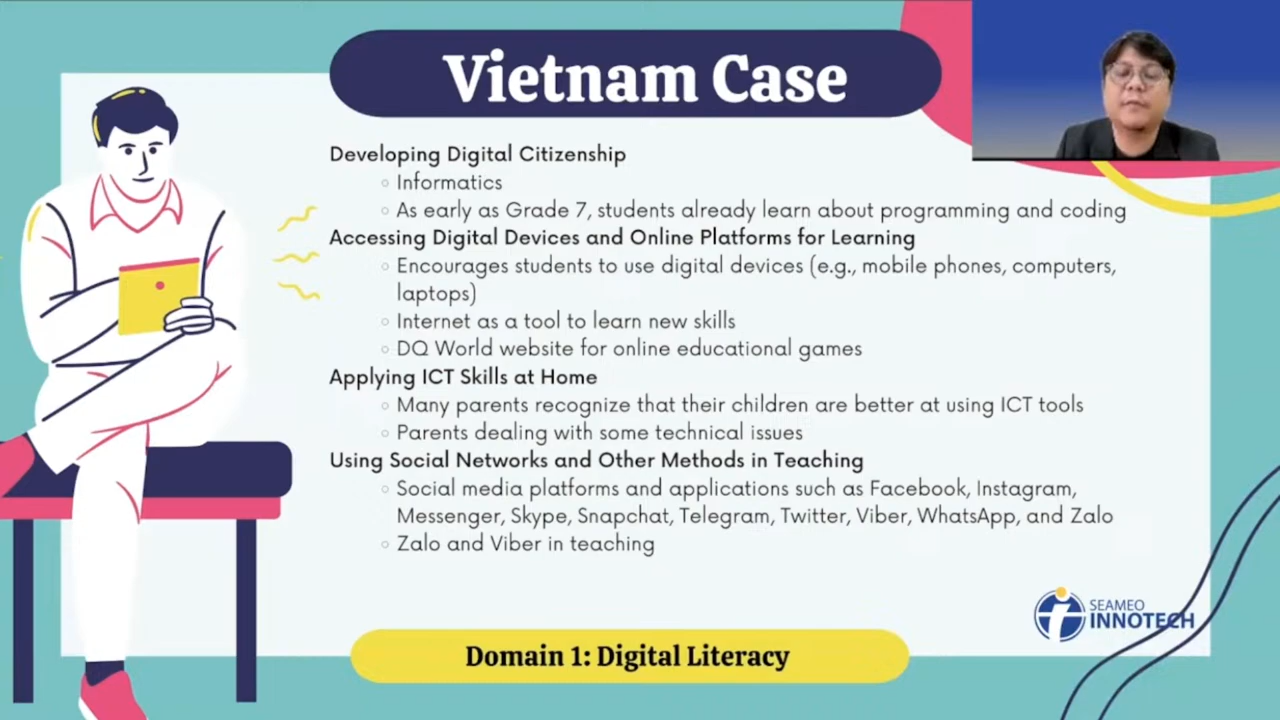 Vietnam Case
Developing Digital Citizenship
Informatics
As early as Grade 7, students already learn about programming and coding
Accessing Digital Devices and Online Platforms for Learning
Encourages students to use digital devices (e.g., mobile phones, computers,
laptops)
Internet as a tool to learn new skills
DQ World website for online educational games
Applying ICT Skills at Home
Many parents recognize that their children are better at using ICT tools
Parents dealing with some technical issues
Using Social Networks and Other Methods in Teaching
Social media platforms and applications such as Facebook, Instagram,
Messenger, Skype, Snapchat, Telegram, Twitter, Viber, WhatsApp, and Zalo
Zalo and Viber in teaching
SEAMEO
INNOTECH
Domain 1: Digital Literacy